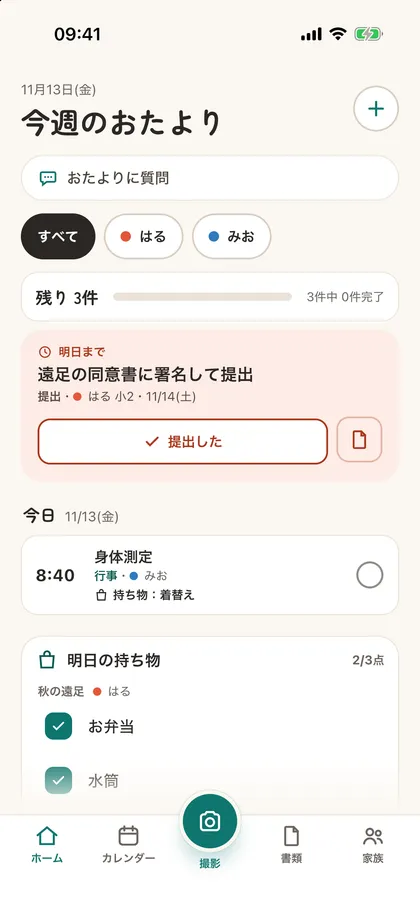 09:41
11月13日(金)
今週のおたより
おたよりに質問
すべて はる みお
残り 3件 3件中 0件完了
明日まで
遠足の同意書に署名して提出
提出・はる 小2・11/14(土)
提出した
今日 11/13(金)
8:40 身体測定
行事・みお
持ち物：着替え
明日の持ち物 2/3点
秋の遠足 はる
お弁当
水筒
ホーム カレンダー 撮影 書類 家族